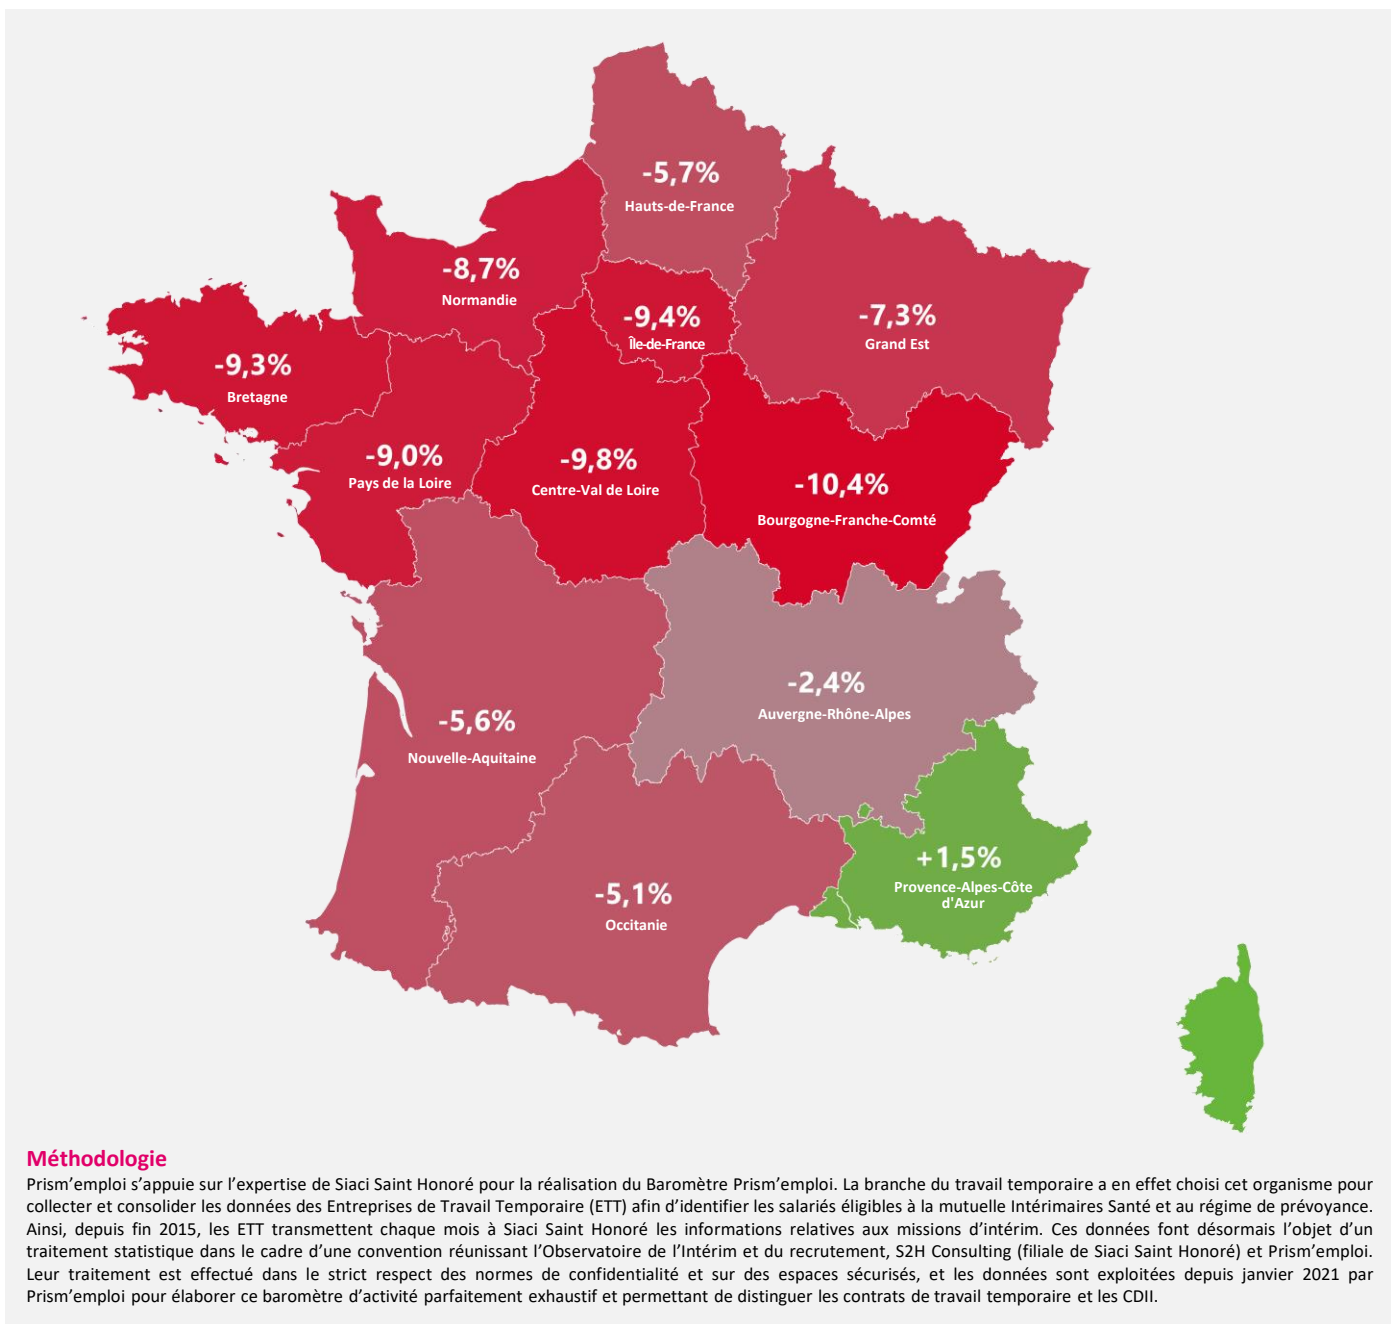 -5,7%
Hauts-de-France
-8,7%
Normandie
-9,4%
Île-de-France
-7,3%
Grand Est
-9,3%
Bretagne
-9,0%
Pays de la Loire
-9,8%
Centre-Val de Loire
-10,4%
Bourgogne-Franche-Comté
-2,4%
Auvergne-Rhône-Alpes
-5,6%
Nouvelle-Aquitaine
+1,5%
Provence-Alpes-Côte
d'Azur
-5,1%
Occitanie
Méthodologie
Prism’emploi s’appuie sur l’expertise de Siaci Saint Honoré pour la réalisation du Baromètre Prism’emploi. La branche du travail temporaire a en effet choisi cet organisme pour
collecter et consolider les données des Entreprises de Travail Temporaire (ETT) afin d’identifier les salariés éligibles à la mutuelle Intérimaires Santé et au régime de prévoyance.
Ainsi, depuis fin 2015, les ETT transmettent chaque mois à Siaci Saint Honoré les informations relatives aux missions d’intérim. Ces données font désormais l’objet d’un
traitement statistique dans le cadre d’une convention réunissant l’Observatoire de l’Intérim et du recrutement, S2H Consulting (filiale de Siaci Saint Honoré) et Prism’emploi.
Leur traitement est effectué dans le strict respect des normes de confidentialité et sur des espaces sécurisés, et les données sont exploitées depuis janvier 2021 par
Prism’emploi pour élaborer ce baromètre d’activité parfaitement exhaustif et permettant de distinguer les contrats de travail temporaire et les CDII.